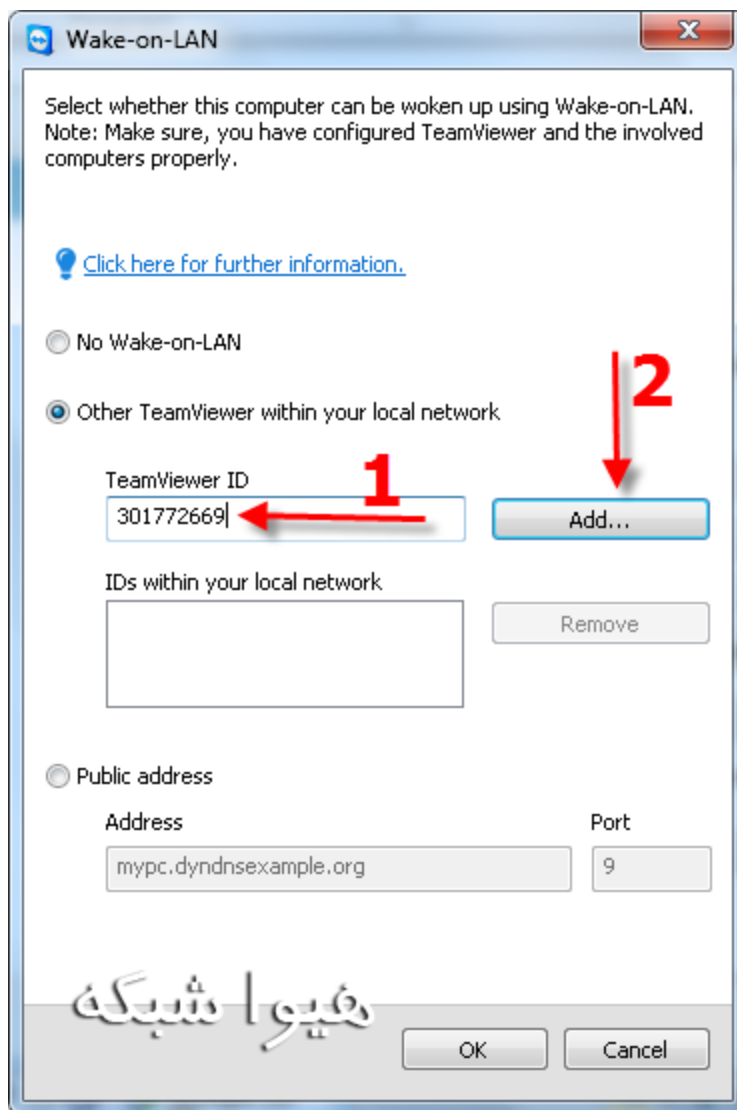 Wake-on-LAN
Select whether this computer can be woken up using Wake-on-LAN.
Note: Make sure, you have configured TeamViewer and the involved
computers properly.
Click here for further information.
No Wake-on-LAN
2
Other TeamViewer within your local network
TeamViewer ID
1
301772669
Add...
IDs within your local network
Remove
Public address
Address
Port
mypc.dyndnsexample.org
9
هیوا شبکه
OK
Cancel